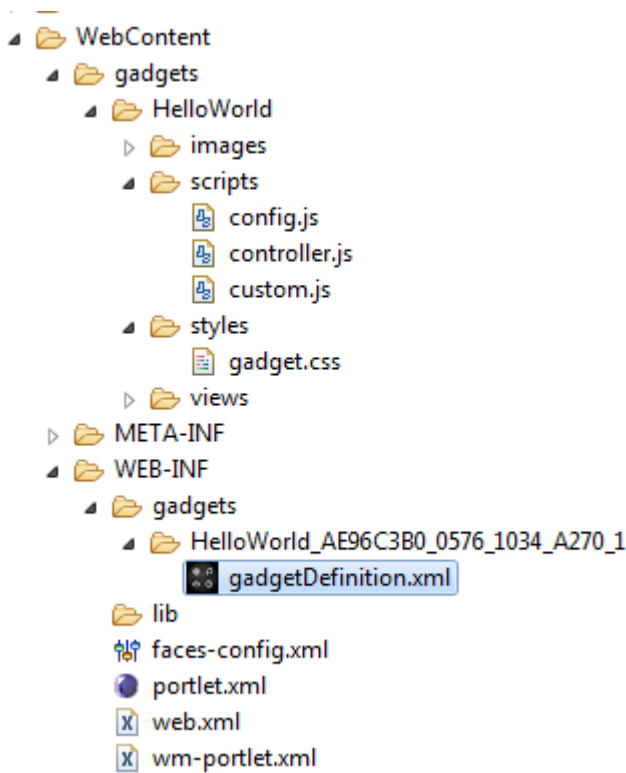 WebContent
gadgets
HelloWorld
images
scripts
config.js
controller.js
custom.js
styles
gadget.css
views
META-INF
WEB-INF
gadgets
HelloWorld_AE96C3B0_0576_1034_A270_1
gadgetDefinition.xml
lib
faces-config.xml
portlet.xml
web.xml
wm-portlet.xml